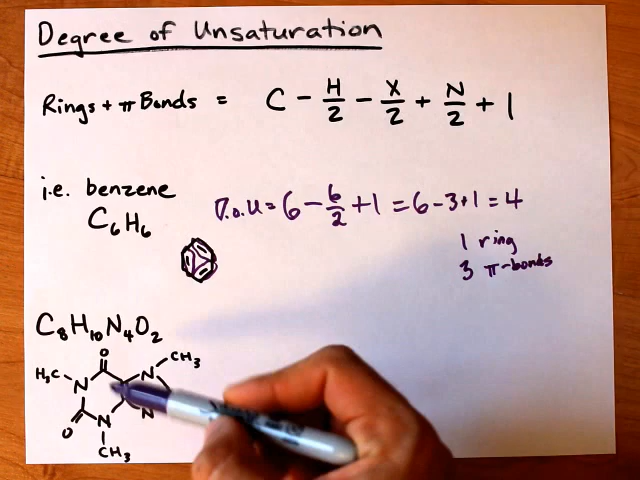 Degree of Unsaturation
Rings + π Bonds = C - H/2 - X/2 + N/2 + 1
i.e. benzene
C₆H₆
D.o.U = 6 - 6/2 + 1 = 6 - 3 + 1 = 4
1 ring
3 π-bonds
C₈H₁₀N₄O₂
O
CH₃
H₃C
N
N
N
N
O
CH₃